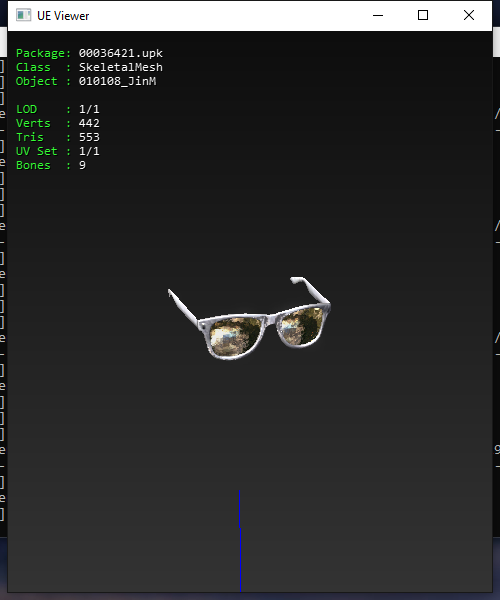 UE Viewer
Package: 00036421.upk
Class  : SkeletalMesh
Object : 010108_JinM
LOD    : 1/1
Verts  : 442
Tris   : 553
UV Set : 1/1
Bones  : 9